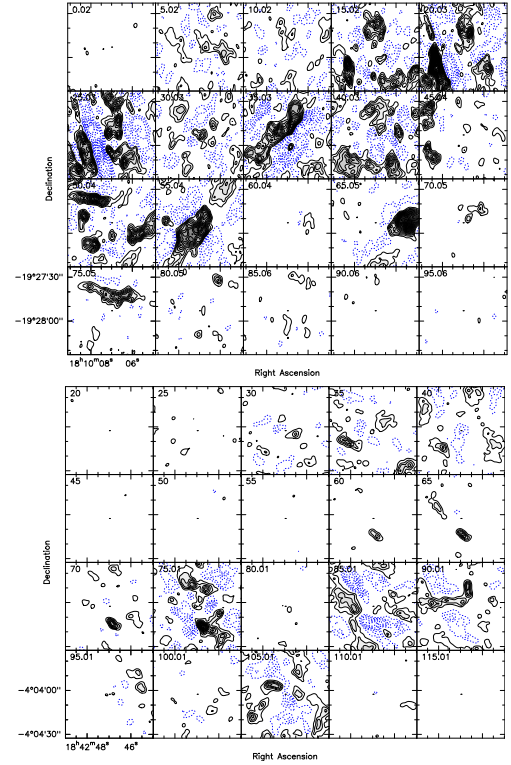 0.02 5.02 10.02 15.02 20.03
30.03 35.03 40.03 45.04
Declination
50.04 55.04 60.04 65.05 70.05
−19°27'30"
75.05 80.05 85.06 90.06 95.06
−19°28'00"
18ʰ10ᵐ08ˢ 06ˢ
Right Ascension
20 25 30 35 40
45 50 55 60 65
Declination
70 75.01 80.01 85.01 90.01
95.01 100.01 105.01 110.01 115.01
−4°04'00"
−4°04'30"
18ʰ42ᵐ48ˢ 46ˢ
Right Ascension